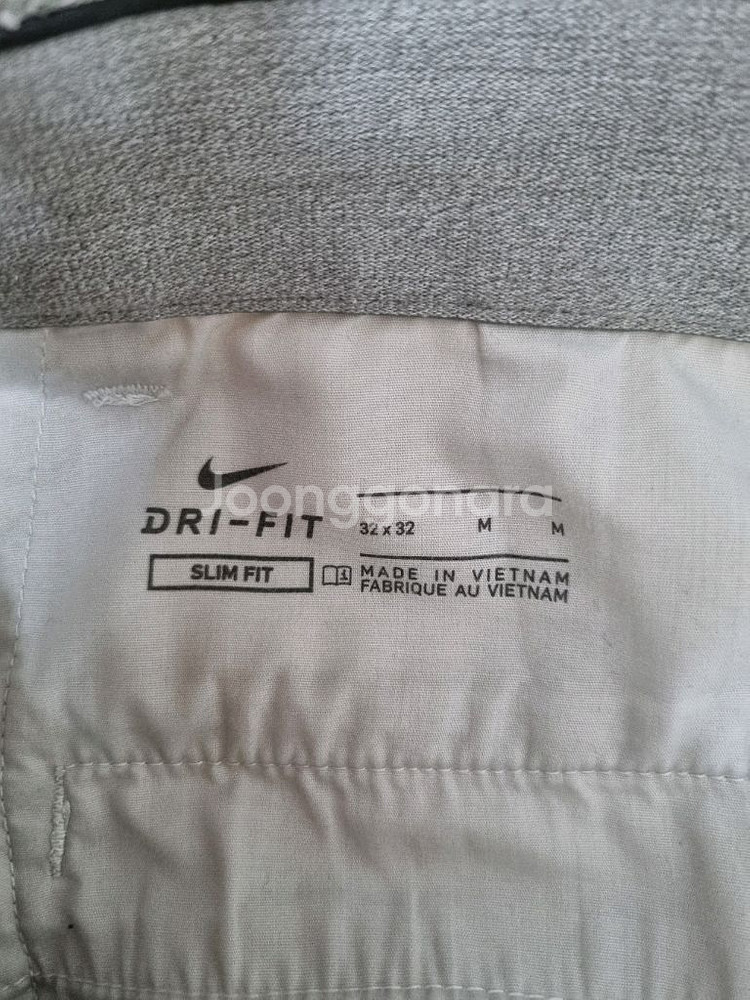 Joonggonara
DRI-FIT
SLIM FIT
32 x 32 M M
MADE IN VIETNAM
FABRIQUE AU VIETNAM